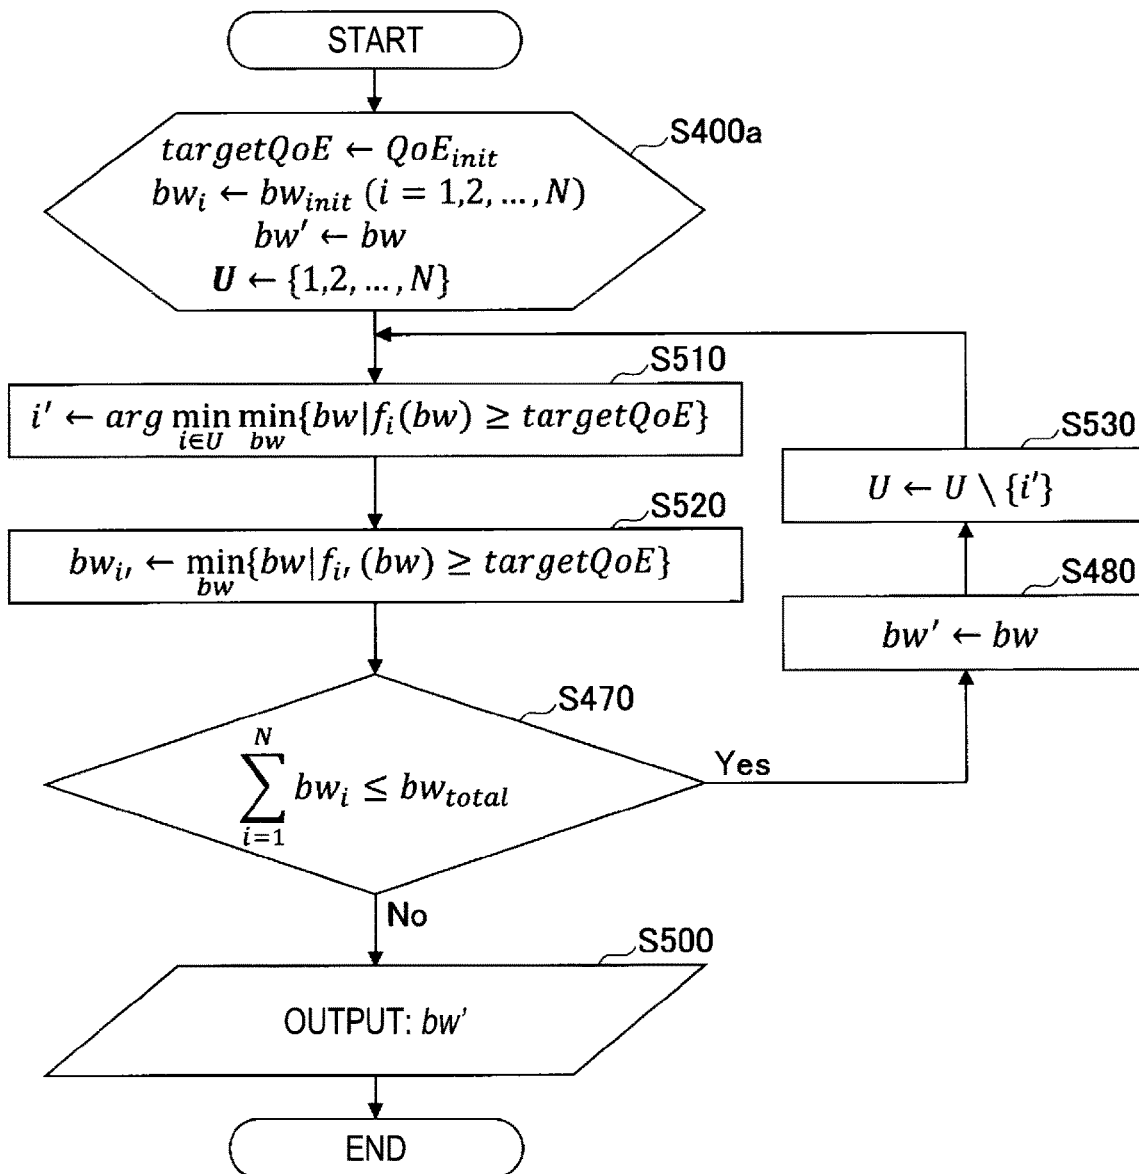 START
S400a
targetQoE ← QoE_init
bw_i ← bw_init (i = 1,2, ..., N)
bw' ← bw
U ← {1,2, ..., N}
S510
i' ← arg min_{i∈U} min_{bw}{bw|f_i(bw) ≥ targetQoE}
S530
U ← U \ {i'}
S520
bw_{i'} ← min_{bw}{bw|f_{i'}(bw) ≥ targetQoE}
S480
bw' ← bw
S470
∑_{i=1}^{N} bw_i ≤ bw_total
Yes
No
S500
OUTPUT: bw'
END